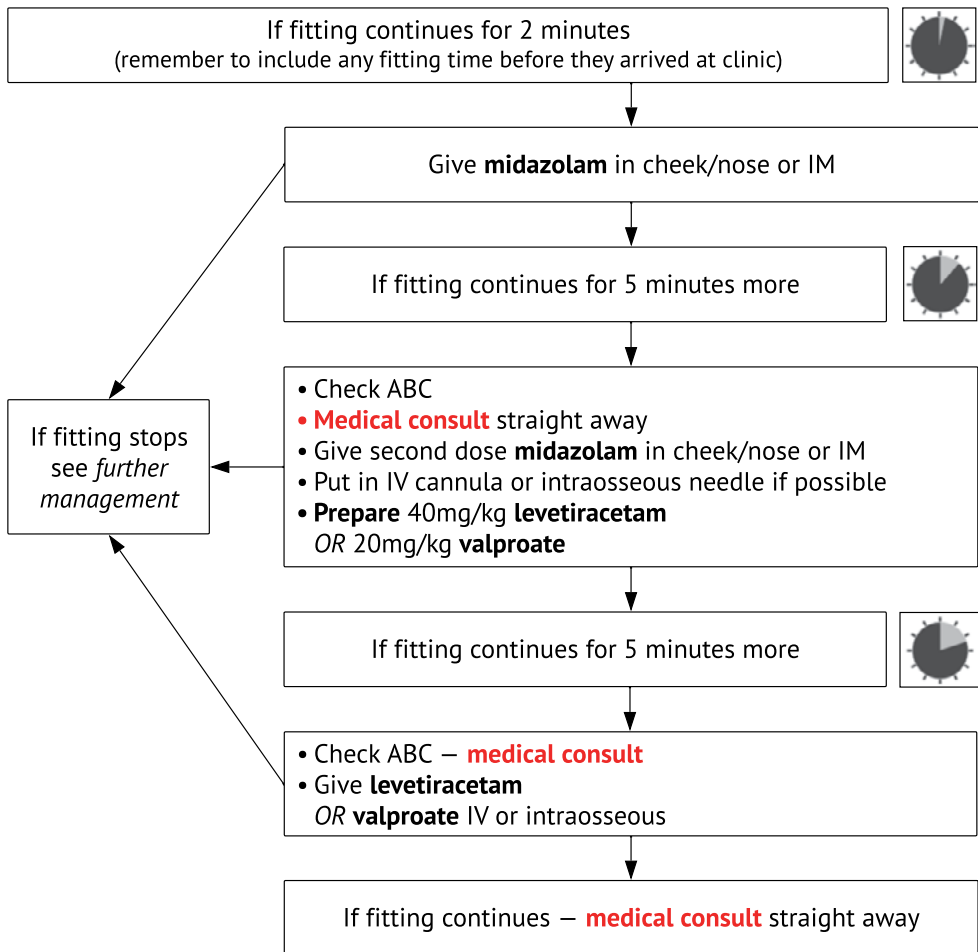 If fitting continues for 2 minutes
(remember to include any fitting time before they arrived at clinic)
Give midazolam in cheek/nose or IM
If fitting continues for 5 minutes more
• Check ABC
• Medical consult straight away
• Give second dose midazolam in cheek/nose or IM
• Put in IV cannula or intraosseous needle if possible
• Prepare 40mg/kg levetiracetam
OR 20mg/kg valproate
If fitting stops
see further
management
If fitting continues for 5 minutes more
• Check ABC – medical consult
• Give levetiracetam
OR valproate IV or intraosseous
If fitting continues – medical consult straight away